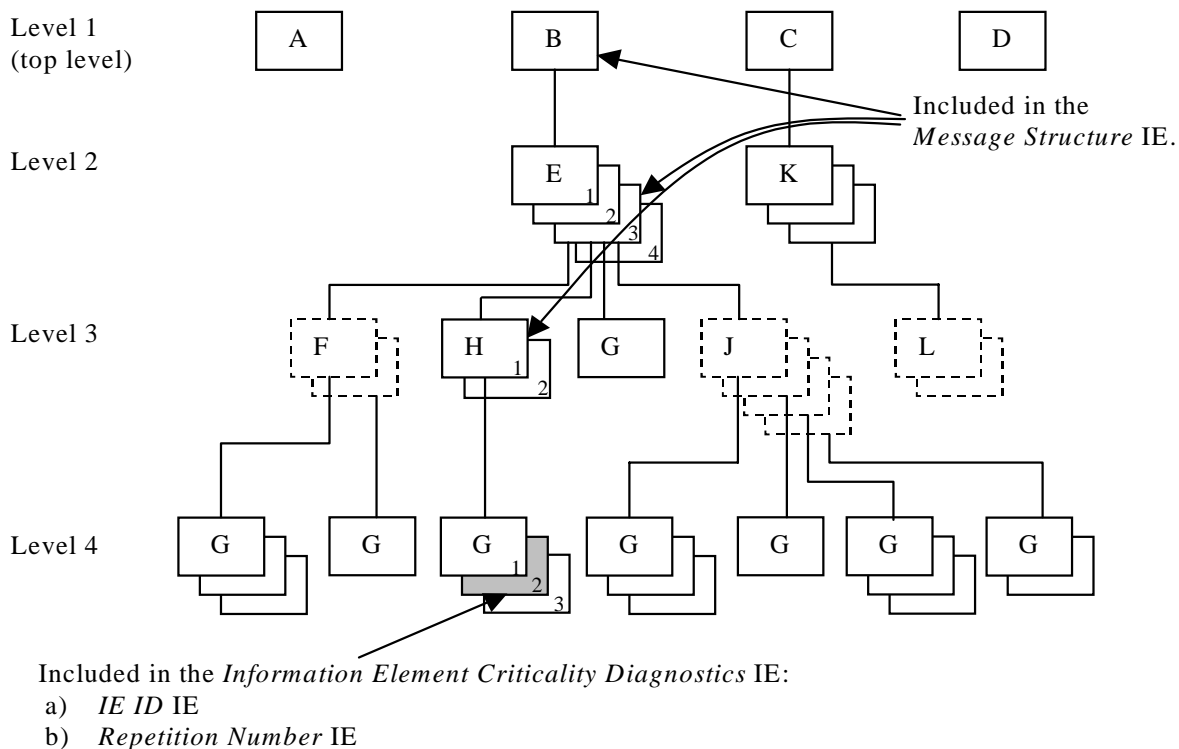 Level 1
(top level)
A
B
C
D
Included in the
Message Structure IE.
Level 2
E
1
2
3
4
K
Level 3
F
H
1
2
G
J
L
Level 4
G
G
G
1
2
3
G
G
G
G
Included in the Information Element Criticality Diagnostics IE:
a) IE ID IE
b) Repetition Number IE